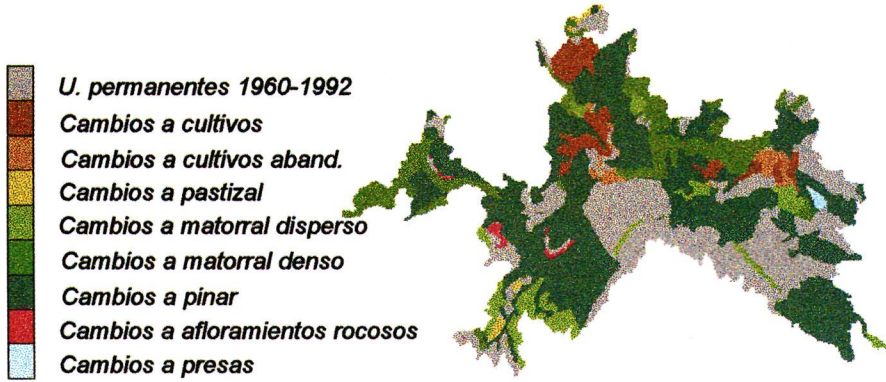 U. permanentes 1960-1992
Cambios a cultivos
Cambios a cultivos aband.
Cambios a pastizal
Cambios a matorral disperso
Cambios a matorral denso
Cambios a pinar
Cambios a afloramientos rocosos
Cambios a presas